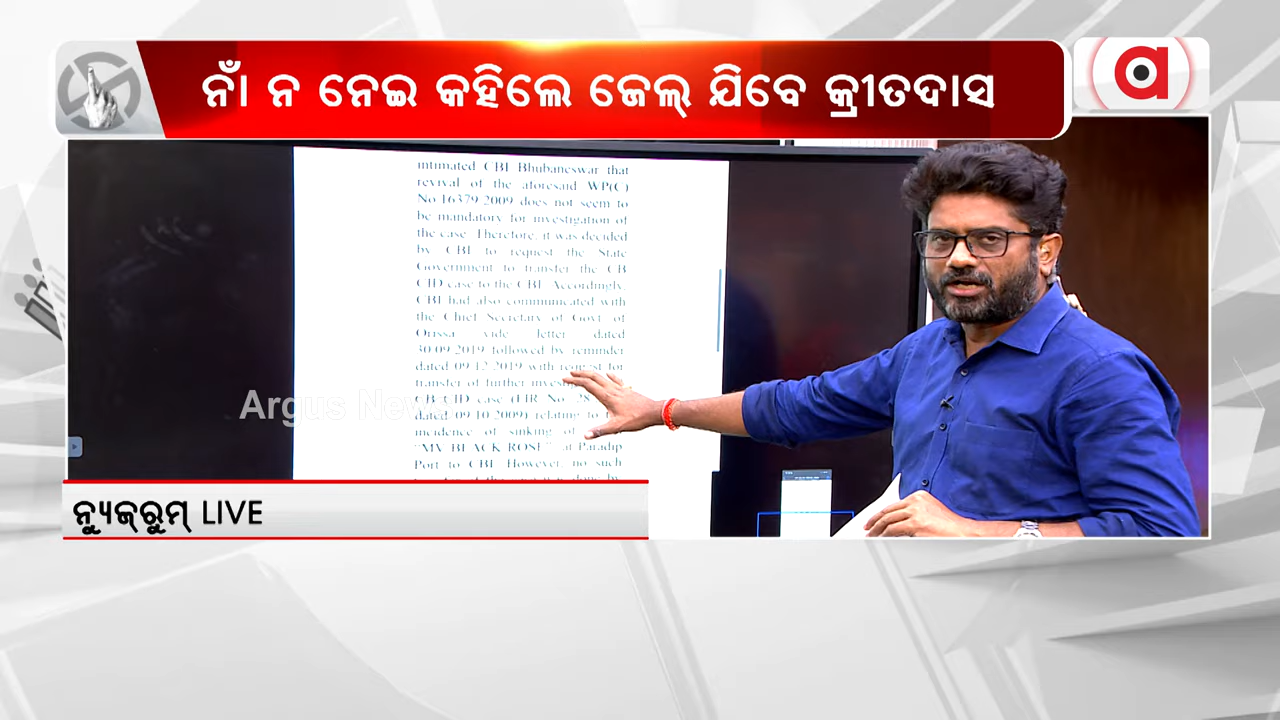 ନାଁ ନ ନେଇ କହିଲେ ଜେଲ୍ ଯିବେ କ୍ରୀତଦାସ
a
intimated CBI Bhubaneswar that
revival of the aforesaid WP(C)
No.16379/2009 does not seem to
be mandatory for investigation of
the case. Therefore, it was decided
by CBI to request the State
Government to transfer the CB
CID case to the CBI. Accordingly,
CBI had also communicated with
the Chief Secretary of Govt. of
Orissa vide letter dated
30.09.2019 followed by reminder
dated 09.12.2019 with request for
transfer of further
CB CID case (FIR No. 28
dated 09.10.2009) relating to
incidence of sinking of
"MV BLACK ROSE" at Paradip
Port to CBI. However, no such
Argus News
ନ୍ୟୁକ୍‌ରୁମ୍ LIVE